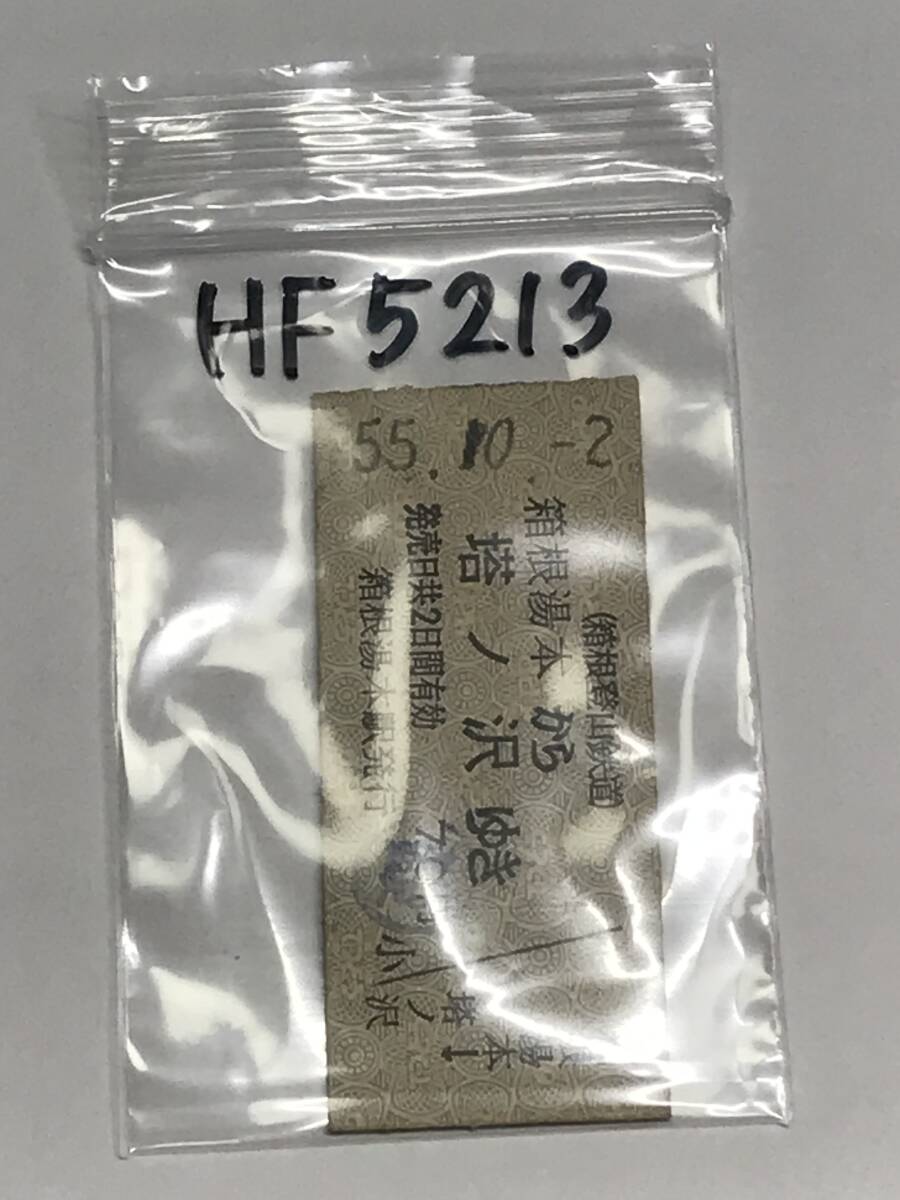 HF5213
55.10-2
(箱根登山鉄道)
箱根湯本から
塔ノ沢ゆき
発売日共2日間有効
箱根湯本駅発行
小
湯本→
塔ノ
沢